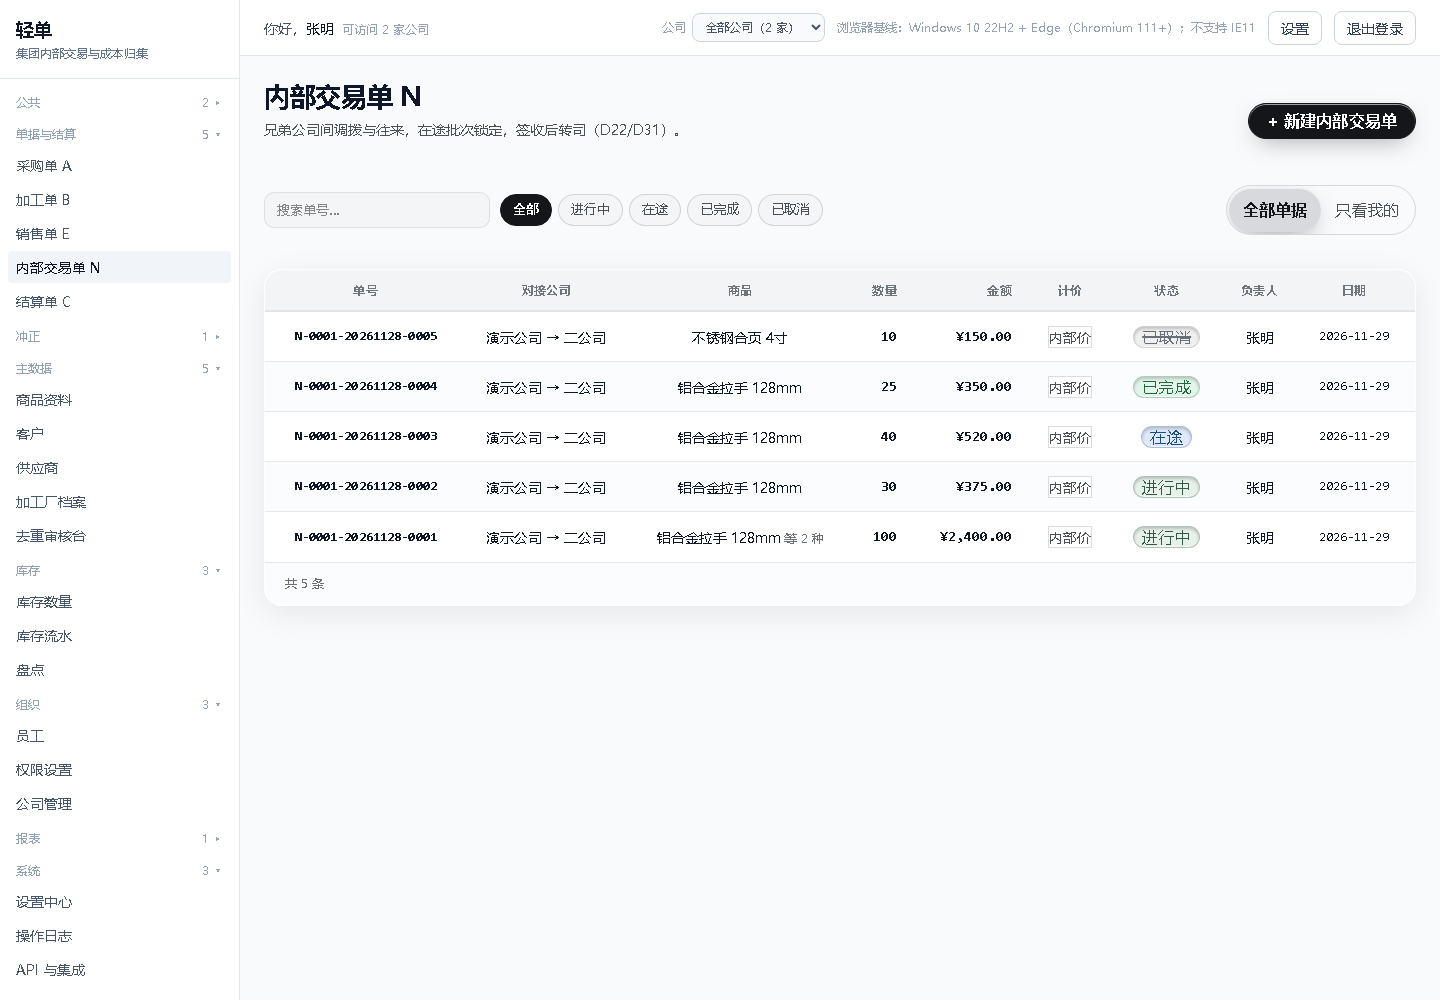 轻单
集团内部交易与成本归集
公共 2
单据与结算 5
采购单 A
加工单 B
销售单 E
内部交易单 N
结算单 C
冲正 1
主数据 5
商品资料
客户
供应商
加工厂档案
去重审核台
库存 3
库存数量
库存流水
盘点
组织 3
员工
权限设置
公司管理
报表 1
系统 3
设置中心
操作日志
API 与集成
你好，张明 可访问 2 家公司
公司 全部公司（2 家） 浏览器基线：Windows 10 22H2 + Edge（Chromium 111+）；不支持 IE11 设置 退出登录
内部交易单 N
兄弟公司间调拨与往来，在途批次锁定，签收后转司（D22/D31）。
+ 新建内部交易单
搜索单号... 全部 进行中 在途 已完成 已取消 全部单据 只看我的
单号 对接公司 商品 数量 金额 计价 状态 负责人 日期
N-0001-20261128-0005 演示公司 → 二公司 不锈钢合页 4寸 10 ¥150.00 内部价 已取消 张明 2026-11-29
N-0001-20261128-0004 演示公司 → 二公司 铝合金拉手 128mm 25 ¥350.00 内部价 已完成 张明 2026-11-29
N-0001-20261128-0003 演示公司 → 二公司 铝合金拉手 128mm 40 ¥520.00 内部价 在途 张明 2026-11-29
N-0001-20261128-0002 演示公司 → 二公司 铝合金拉手 128mm 30 ¥375.00 内部价 进行中 张明 2026-11-29
N-0001-20261128-0001 演示公司 → 二公司 铝合金拉手 128mm 等 2 种 100 ¥2,400.00 内部价 进行中 张明 2026-11-29
共 5 条